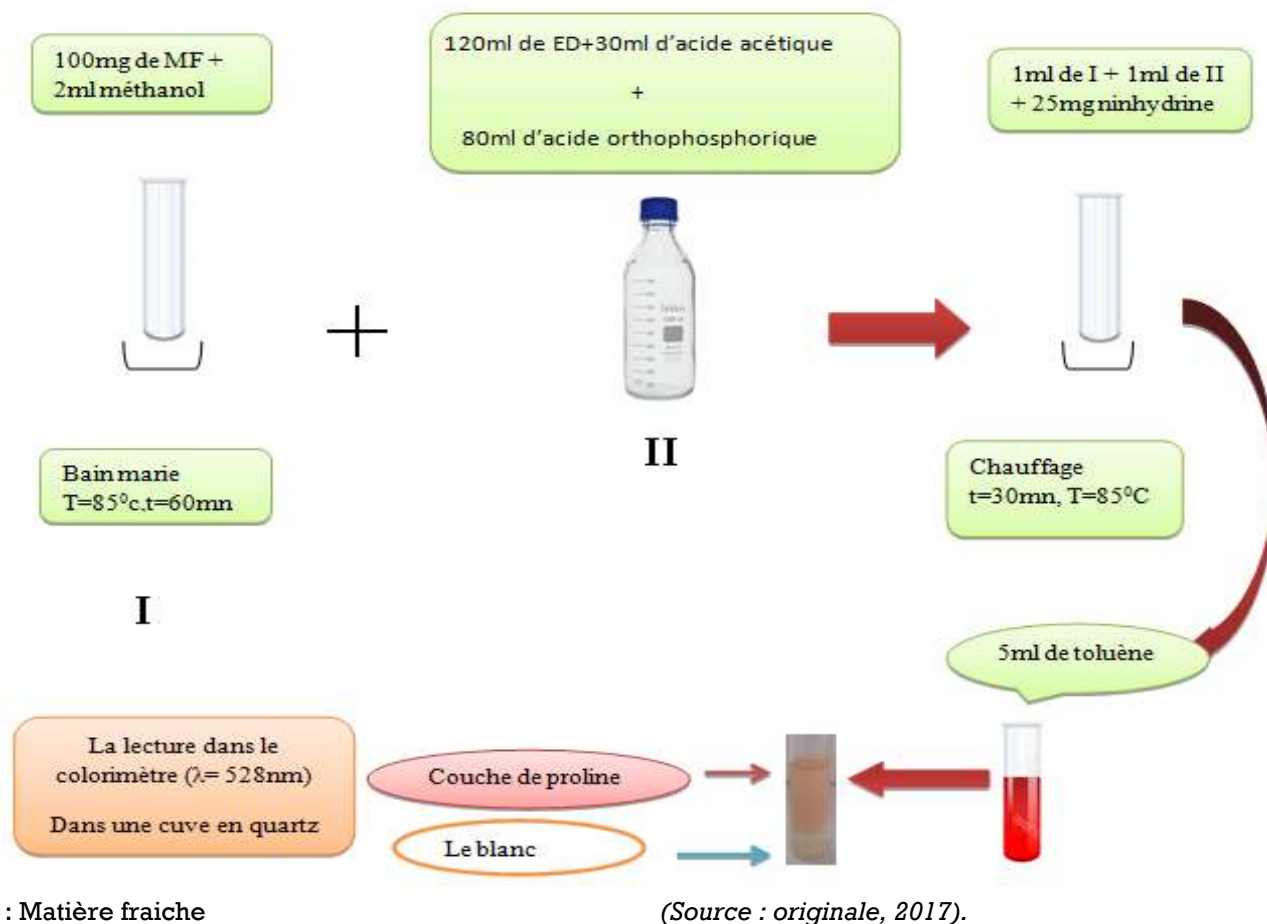 100mg de MF +
2ml méthanol
120ml de ED+30ml d'acide acétique
+
80ml d'acide orthophosphorique
1ml de I + 1ml de II
+ 25mg ninhydrine
+
II
Bain marie
T=85⁰c.t=60mn
Chauffage
t=30mn, T=85⁰C
I
5ml de toluène
La lecture dans le
colorimètre (λ= 528nm)
Dans une cuve en quartz
Couche de proline
Le blanc
: Matière fraiche
(Source : originale, 2017).